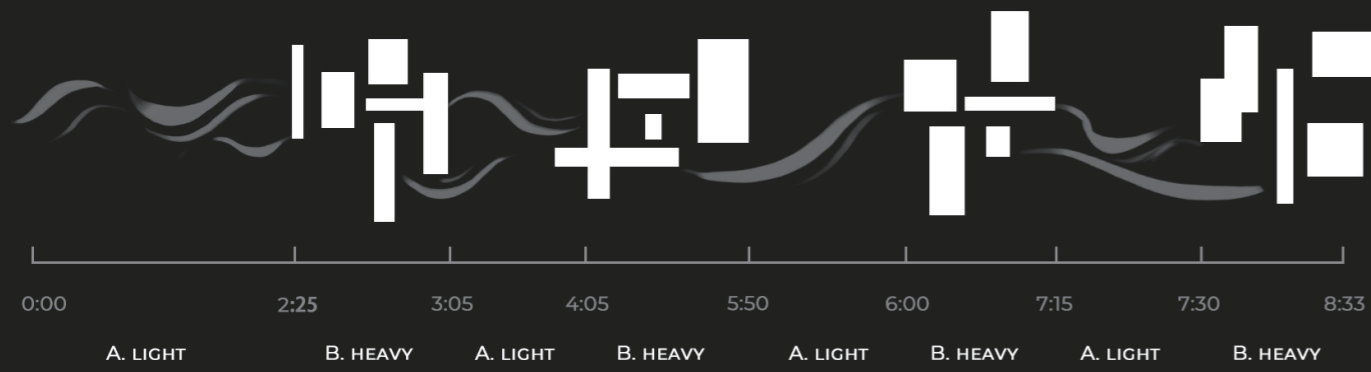 0:00 2:25 3:05 4:05 5:50 6:00 7:15 7:30 8:33
A. LIGHT B. HEAVY A. LIGHT B. HEAVY A. LIGHT B. HEAVY A. LIGHT B. HEAVY